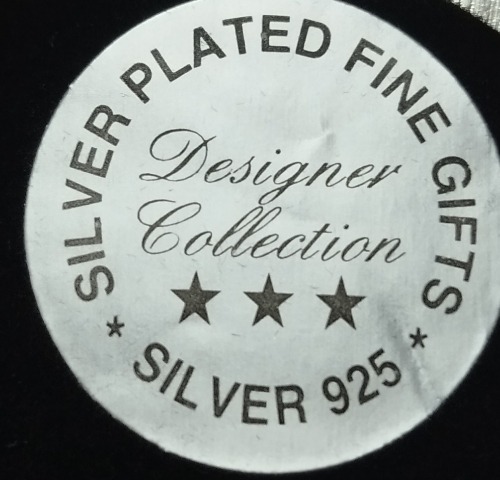 SILVER PLATED FINE GIFTS
Designer
Collection
* SILVER 925 *